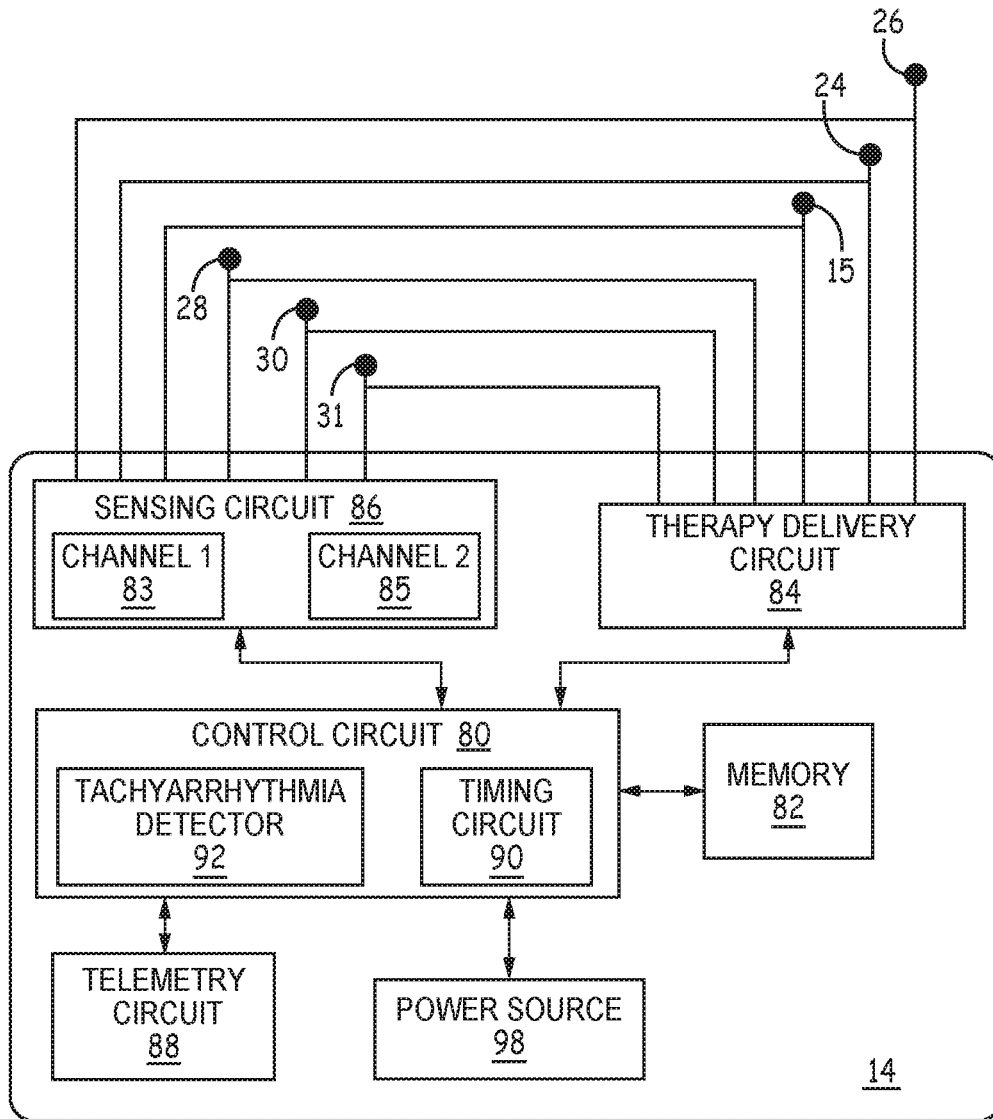 26
24
15
28
30
31
SENSING CIRCUIT 86
CHANNEL 1
83
CHANNEL 2
85
THERAPY DELIVERY
CIRCUIT
84
CONTROL CIRCUIT 80
TACHYARRHYTHMIA
DETECTOR
92
TIMING
CIRCUIT
90
MEMORY
82
TELEMETRY
CIRCUIT
88
POWER SOURCE
98
14